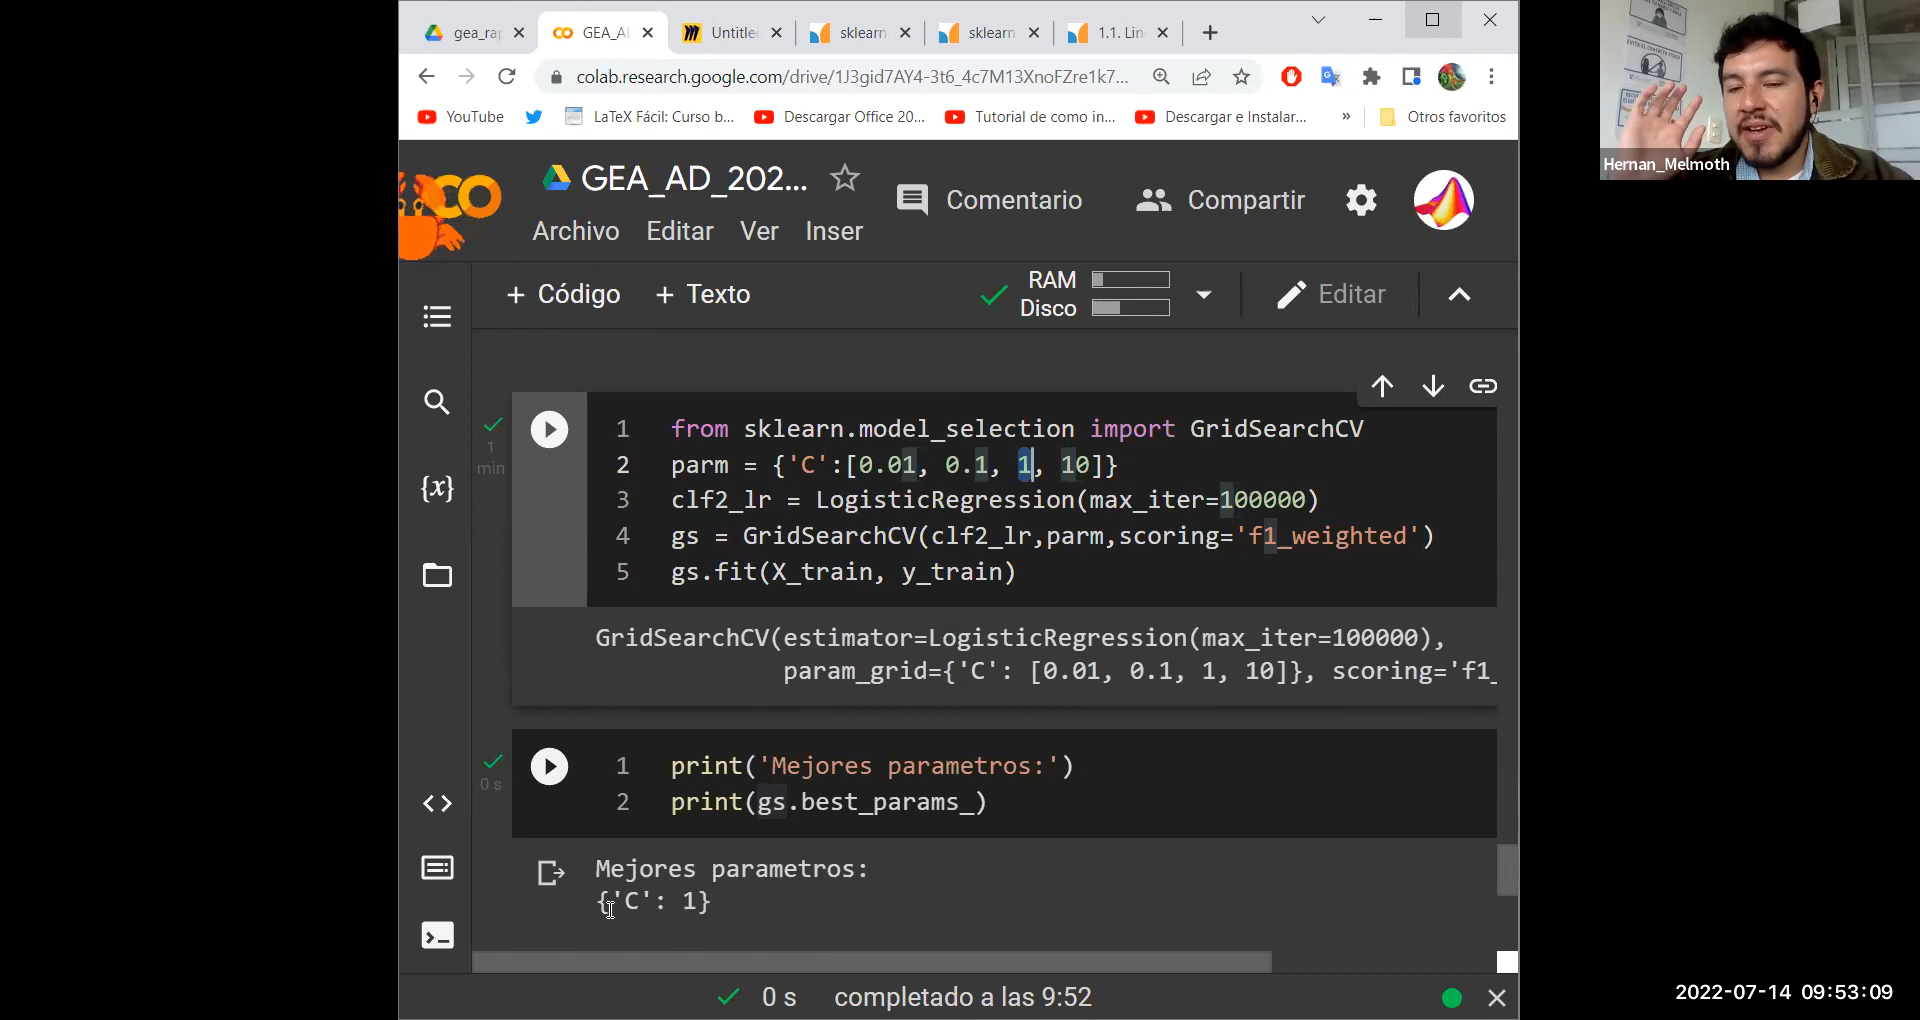 gea_ra
GEA_A
Untitle
sklearn
sklearn
1.1. Lin
colab.research.google.com/drive/1J3gid7AY4-3t6_4c7M13XnoFZre1k7...
YouTube
LaTeX Fácil: Curso b...
Descargar Office 20...
Tutorial de como in...
Descargar e Instalar...
»
Otros favoritos
GEA_AD_202...
Comentario
Compartir
Archivo
Editar
Ver
Inser
+ Código
+ Texto
RAM
Disco
Editar
1 min
1 from sklearn.model_selection import GridSearchCV
2 parm = {'C':[0.01, 0.1, 1, 10]}
3 clf2_lr = LogisticRegression(max_iter=100000)
4 gs = GridSearchCV(clf2_lr,parm,scoring='f1_weighted')
5 gs.fit(X_train, y_train)
GridSearchCV(estimator=LogisticRegression(max_iter=100000),
param_grid={'C': [0.01, 0.1, 1, 10]}, scoring='f1_
0 s
1 print('Mejores parametros:')
2 print(gs.best_params_)
Mejores parametros:
{'C': 1}
0 s completado a las 9:52
Hernan_Melmoth
2022-07-14 09:53:09